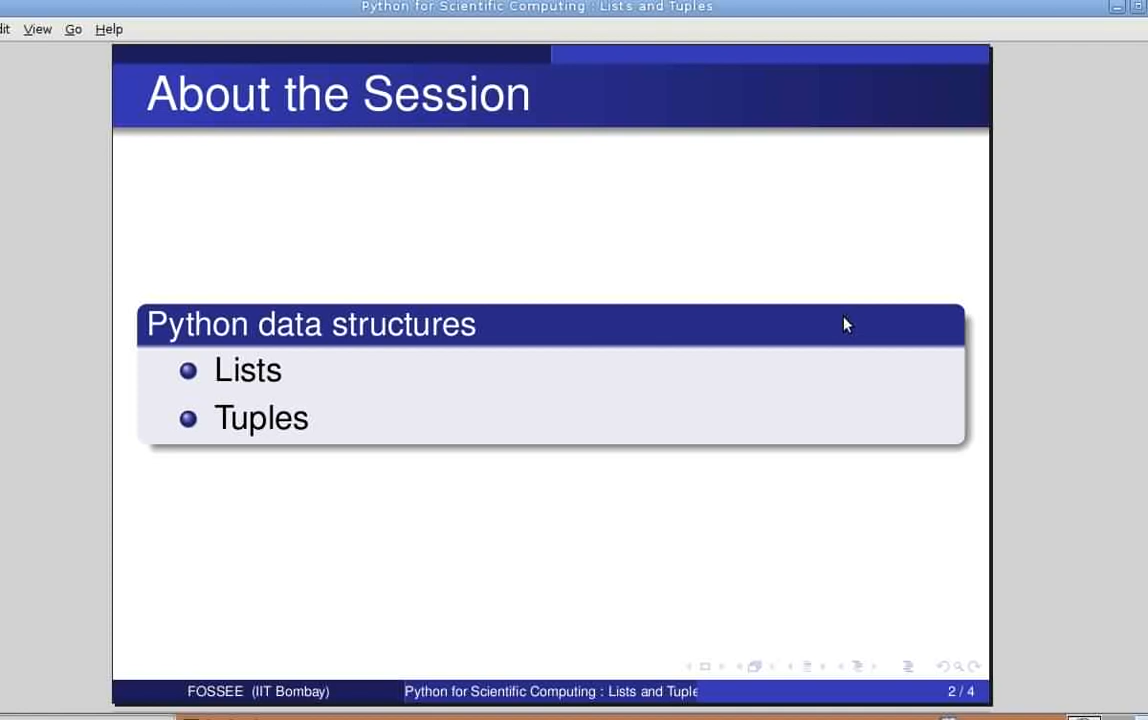 Python for Scientific Computing : Lists and Tuples
dit View Go Help
About the Session
Python data structures
Lists
Tuples
FOSSEE (IIT Bombay) Python for Scientific Computing : Lists and Tuple 2 / 4